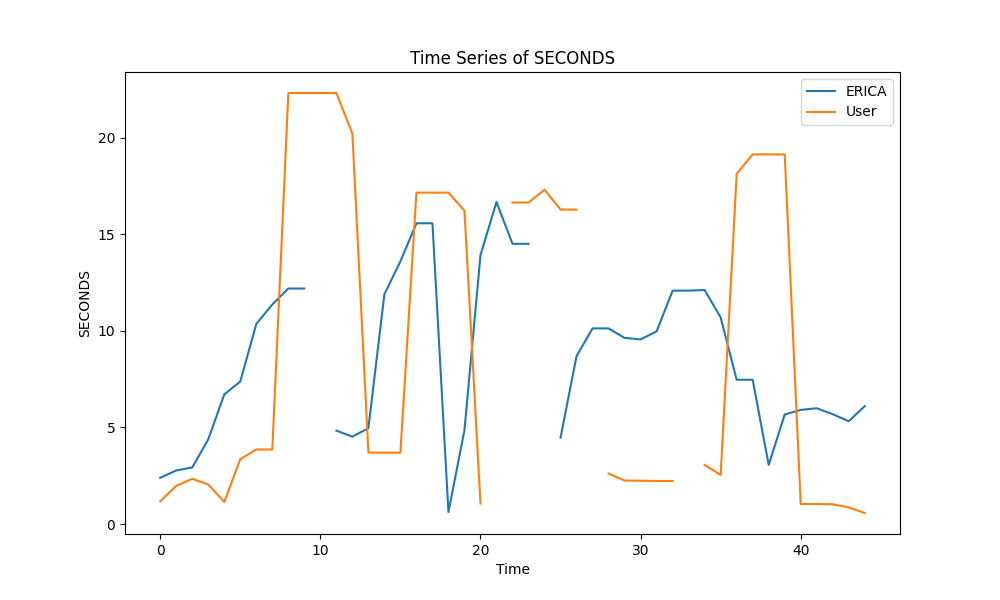 Time Series of SECONDS
ERICA
User
SECONDS
20
15
10
5
0
0 10 20 30 40
Time